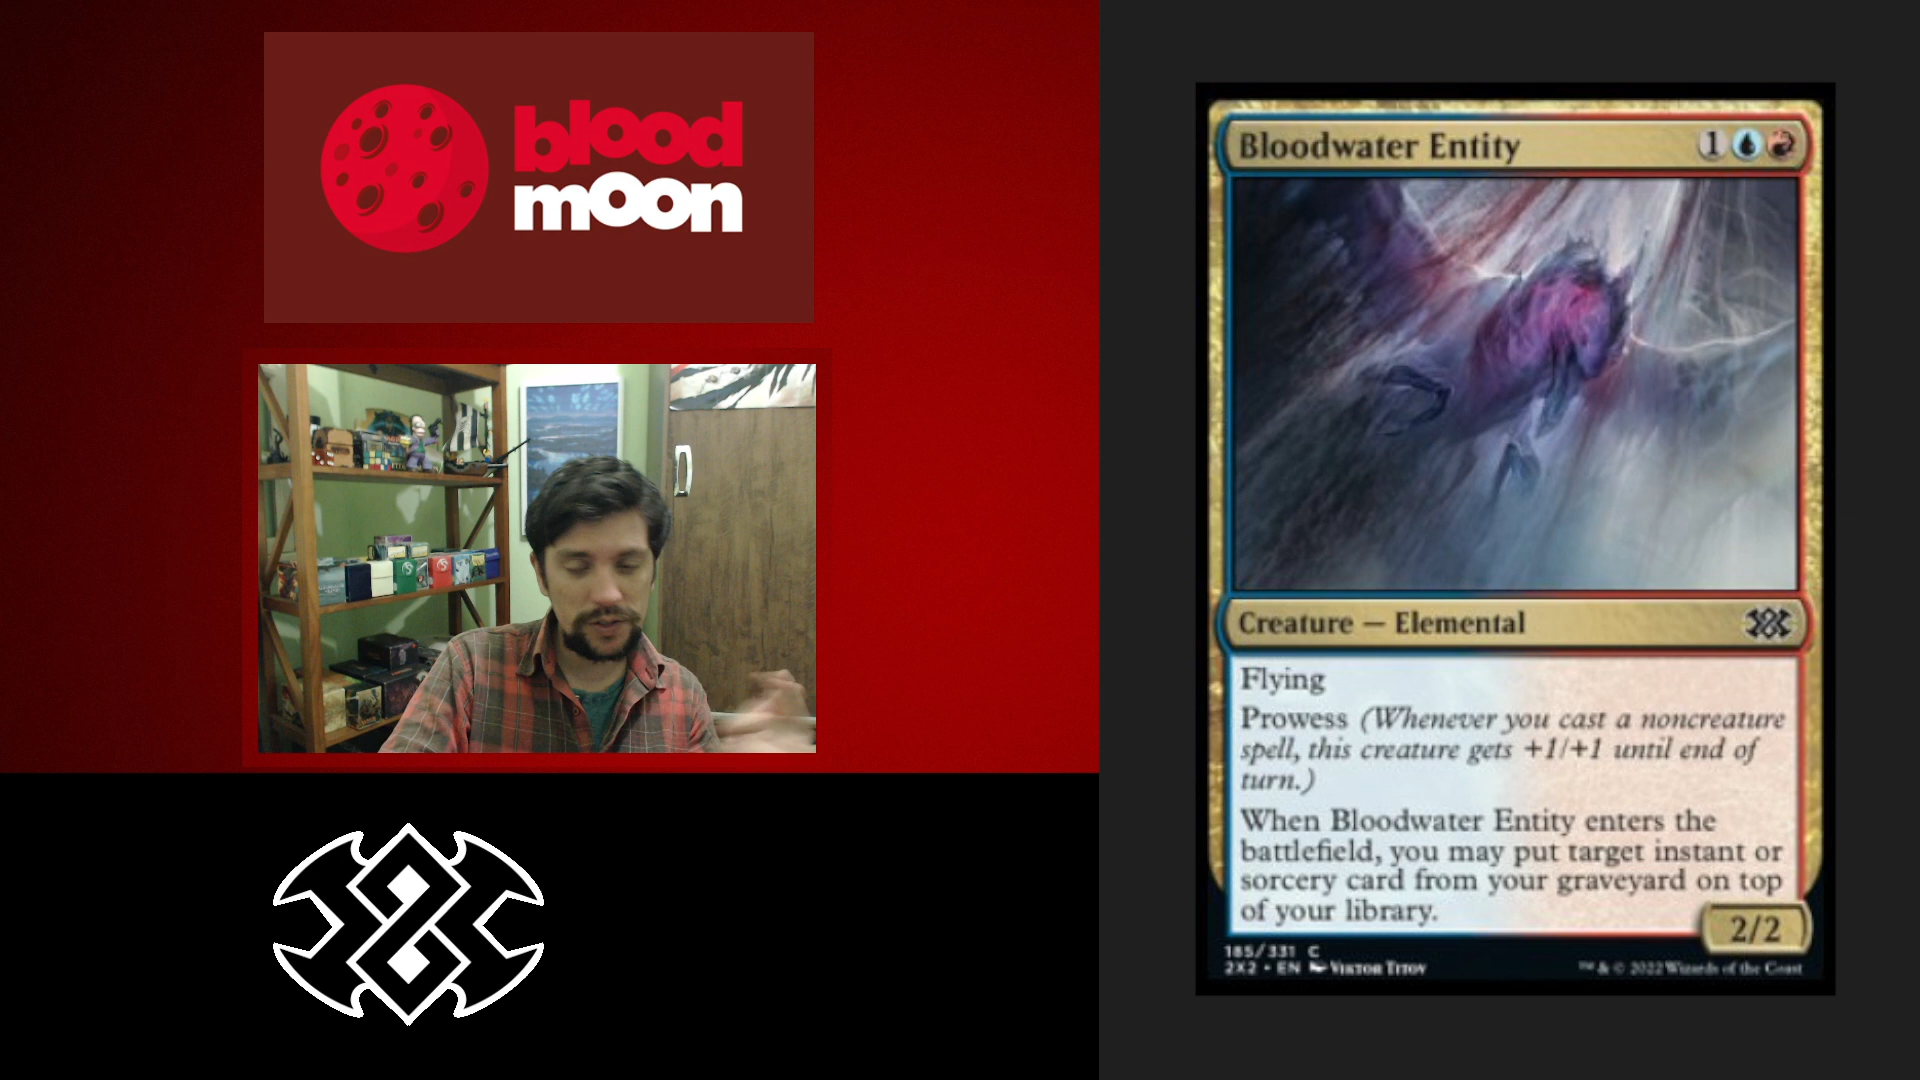 blood
moon
Bloodwater Entity 1
Creature — Elemental
Flying
Prowess (Whenever you cast a noncreature
spell, this creature gets +1/+1 until end of
turn.)
When Bloodwater Entity enters the
battlefield, you may put target instant or
sorcery card from your graveyard on top
of your library.
2/2
185/331 C
2X2 • EN Viktor Titov
™ & © 2022 Wizards of the Coast